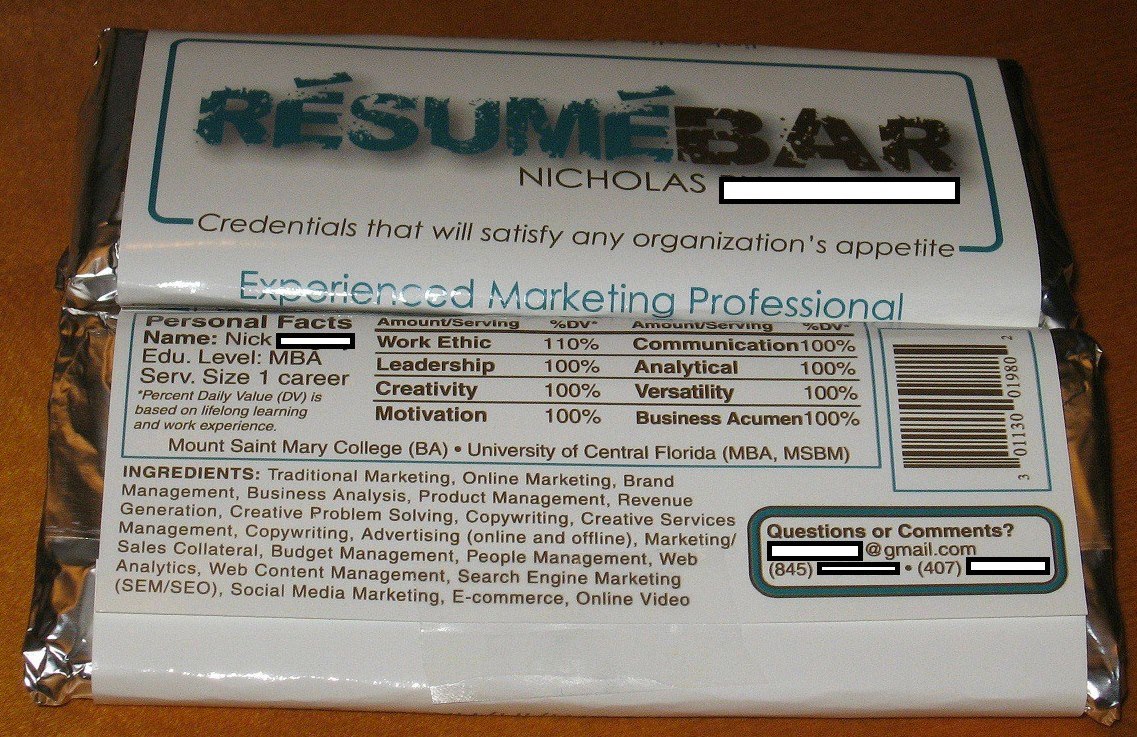 RÉSUMÉBAR
NICHOLAS
Credentials that will satisfy any organization's appetite
Experienced Marketing Professional
Personal Facts
Name: Nick
Edu. Level: MBA
Serv. Size 1 career
*Percent Daily Value (DV) is
based on lifelong learning
and work experience.
Amount/Serving %DV* Amount/Serving %DV*
Work Ethic 110% Communication 100%
Leadership 100% Analytical 100%
Creativity 100% Versatility 100%
Motivation 100% Business Acumen 100%
Mount Saint Mary College (BA) • University of Central Florida (MBA, MSBM)
3 01130 01980 2
INGREDIENTS: Traditional Marketing, Online Marketing, Brand
Management, Business Analysis, Product Management, Revenue
Generation, Creative Problem Solving, Copywriting, Creative Services
Management, Copywriting, Advertising (online and offline), Marketing/
Sales Collateral, Budget Management, People Management, Web
Analytics, Web Content Management, Search Engine Marketing
(SEM/SEO), Social Media Marketing, E-commerce, Online Video
Questions or Comments?
@gmail.com
(845) • (407)